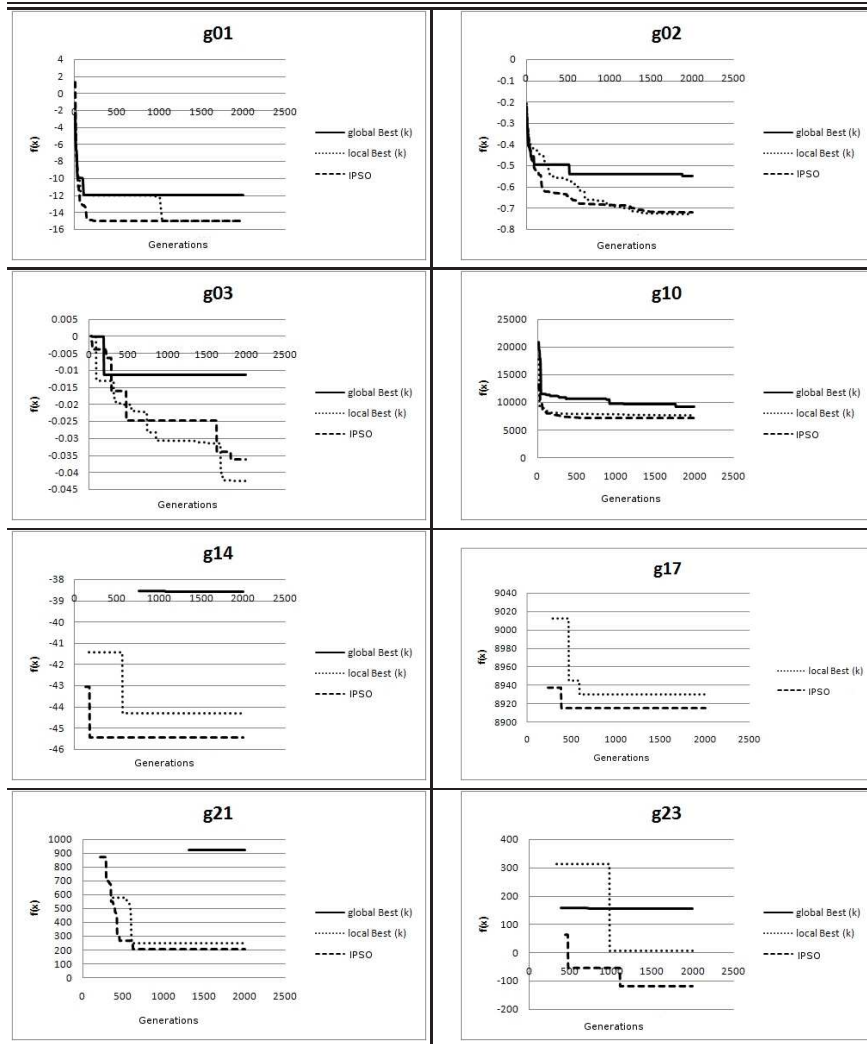 g01
4
2
0
-2
-4
-6
-8
-10
-12
-14
-16
0 500 1000 1500 2000 2500
f(x)
Generations
global Best (k)
local Best (k)
IPSO
g02
0
-0.1
-0.2
-0.3
-0.4
-0.5
-0.6
-0.7
-0.8
0 500 1000 1500 2000 2500
f(x)
Generations
global Best (k)
local Best (k)
IPSO
g03
0.005
0
-0.005
-0.01
-0.015
-0.02
-0.025
-0.03
-0.035
-0.04
-0.045
0 500 1000 1500 2000 2500
f(x)
Generations
global Best (k)
local Best (k)
IPSO
g10
25000
20000
15000
10000
5000
0
0 500 1000 1500 2000 2500
f(x)
Generations
global Best (k)
local Best (k)
IPSO
g14
-38
-39
-40
-41
-42
-43
-44
-45
-46
0 500 1000 1500 2000 2500
f(x)
Generations
global Best (k)
local Best (k)
IPSO
g17
9040
9020
9000
8980
8960
8940
8920
8900
0 500 1000 1500 2000 2500
f(x)
Generations
local Best (k)
IPSO
g21
1000
900
800
700
600
500
400
300
200
100
0
0 500 1000 1500 2000 2500
f(x)
Generations
global Best (k)
local Best (k)
IPSO
g23
400
300
200
100
0
-100
-200
0 500 1000 1500 2000 2500
f(x)
Generations
global Best (k)
local Best (k)
IPSO